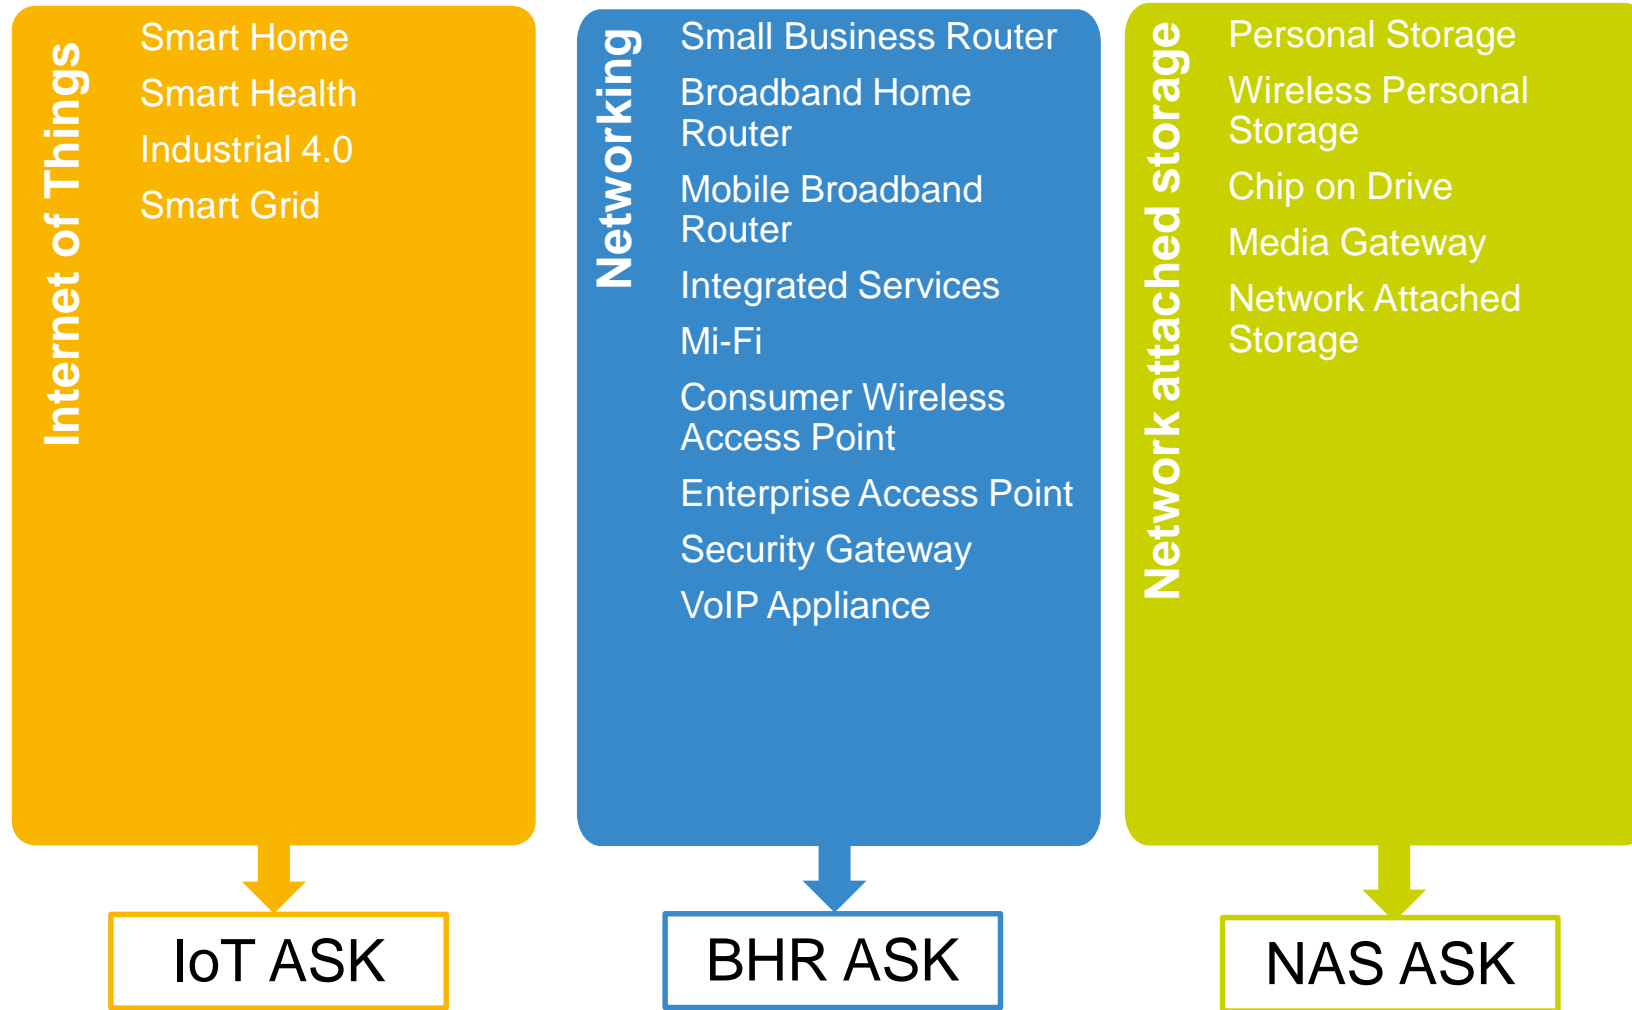 Internet of Things
Smart Home
Smart Health
Industrial 4.0
Smart Grid
IoT ASK
Networking
Small Business Router
Broadband Home
Router
Mobile Broadband
Router
Integrated Services
Mi-Fi
Consumer Wireless
Access Point
Enterprise Access Point
Security Gateway
VoIP Appliance
BHR ASK
Network attached storage
Personal Storage
Wireless Personal
Storage
Chip on Drive
Media Gateway
Network Attached
Storage
NAS ASK